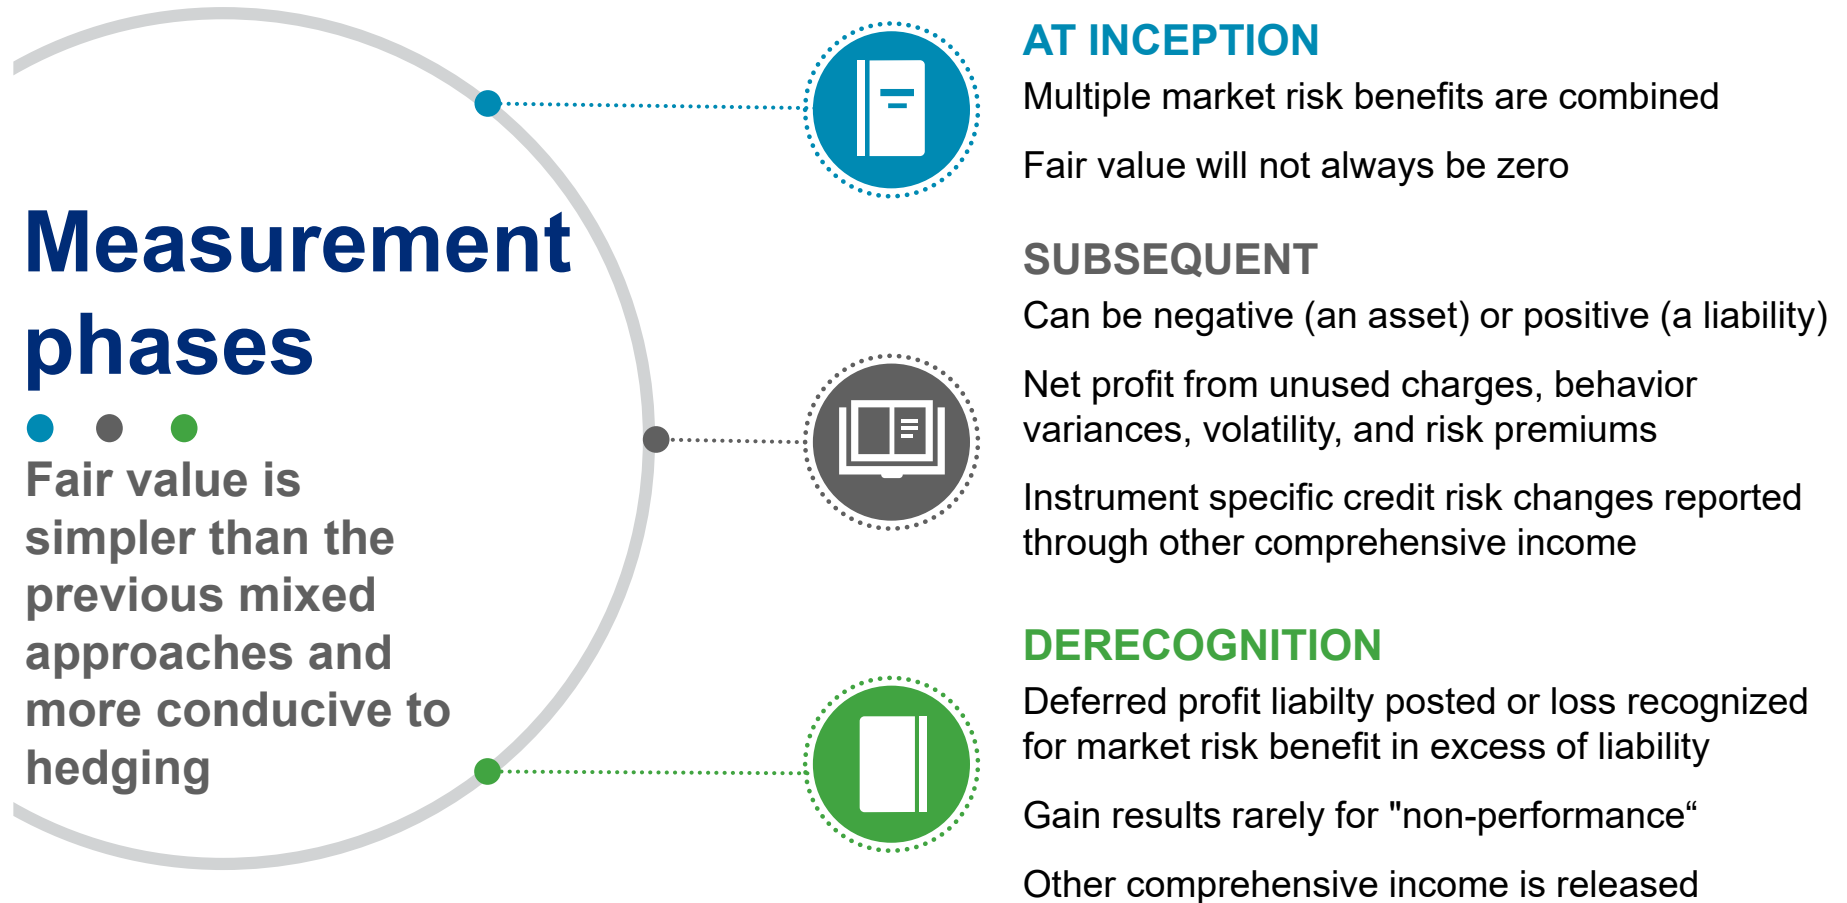 Measurement
phases
Fair value is
simpler than the
previous mixed
approaches and
more conducive to
hedging
AT INCEPTION
Multiple market risk benefits are combined
Fair value will not always be zero
SUBSEQUENT
Can be negative (an asset) or positive (a liability)
Net profit from unused charges, behavior
variances, volatility, and risk premiums
Instrument specific credit risk changes reported
through other comprehensive income
DERECOGNITION
Deferred profit liabilty posted or loss recognized
for market risk benefit in excess of liability
Gain results rarely for "non-performance“
Other comprehensive income is released